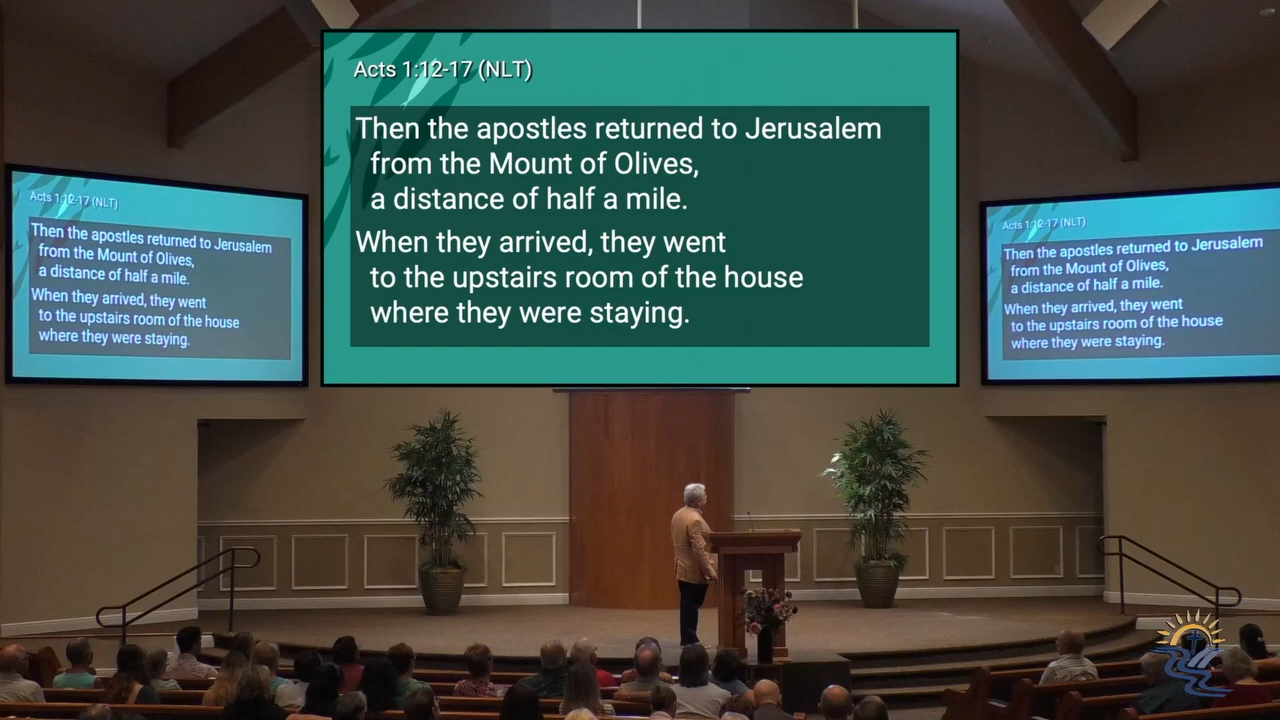 Acts 1:12-17 (NLT)
Then the apostles returned to Jerusalem
from the Mount of Olives,
a distance of half a mile.
When they arrived, they went
to the upstairs room of the house
where they were staying.
Acts 1:12-17 (NLT)
Then the apostles returned to Jerusalem
from the Mount of Olives,
a distance of half a mile.
When they arrived, they went
to the upstairs room of the house
where they were staying.
Acts 1:12-17 (NLT)
Then the apostles returned to Jerusalem
from the Mount of Olives,
a distance of half a mile.
When they arrived, they went
to the upstairs room of the house
where they were staying.